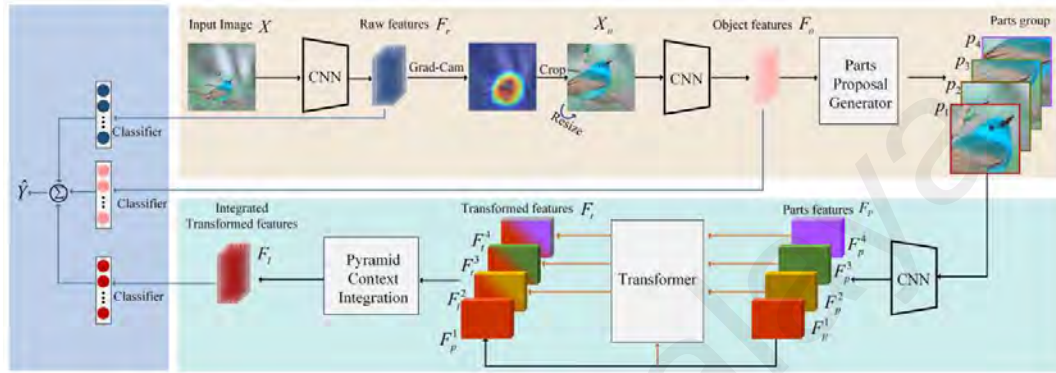 Input Image X
Raw features F_r
X_o
Object features F_o
Parts group
CNN
Grad-Cam
Crop
Resize
CNN
Parts
Proposal
Generator
p_4
p_3
p_2
p_1
Classifier
Classifier
Classifier
Ŷ
Σ
Integrated
Transformed features
F_I
Pyramid
Context
Integration
Transformed features F_t
F_t^4
F_t^3
F_t^2
F_p^1
Transformer
Parts features F_p
F_p^4
F_p^3
F_p^2
F_p^1
CNN